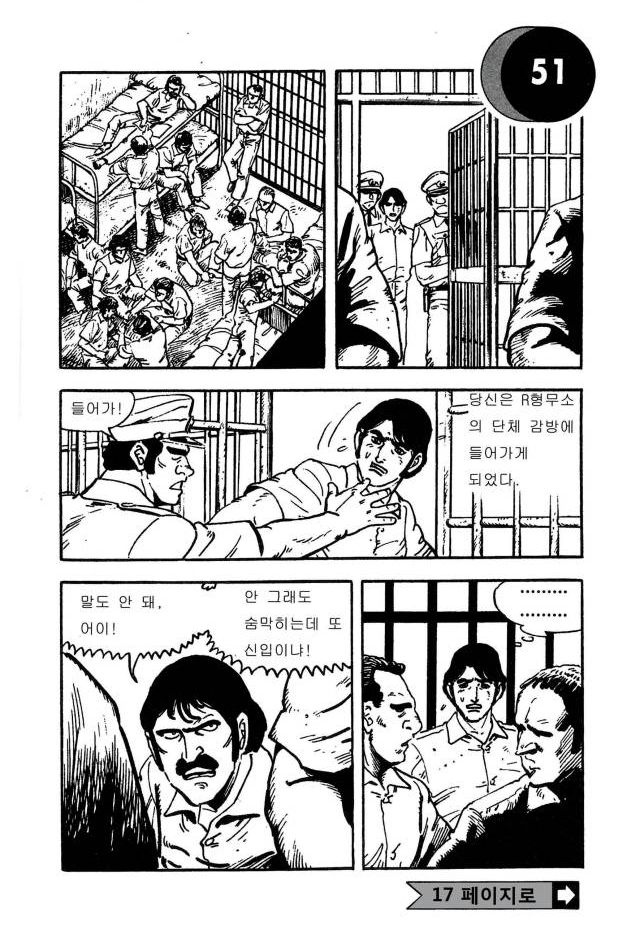 51
들어가!
당신은 R형무소
의 단체 감방에
들어가게
되었다.
말도 안 돼,
어이!
안 그래도
숨막히는데 또
신입이냐!
..........
..........
17 페이지로